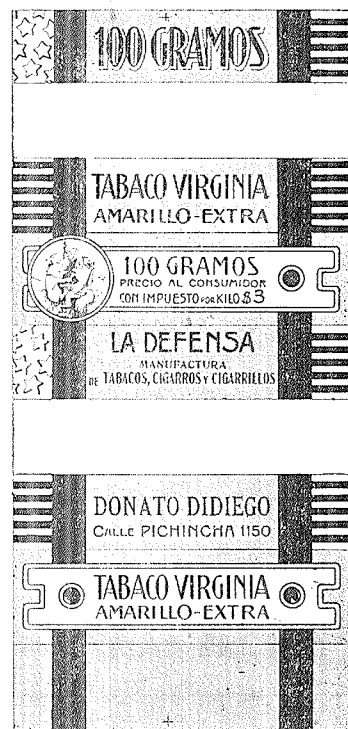 100 GRAMOS
TABACO VIRGINIA
AMARILLO-EXTRA
100 GRAMOS
PRECIO AL CONSUMIDOR
CON IMPUESTO POR KILO $3
LA DEFENSA
MANUFACTURA
DE TABACOS, CIGARROS Y CIGARRILLOS
DONATO DIDIEGO
CALLE PICHINCHA 1150
TABACO VIRGINIA
AMARILLO-EXTRA